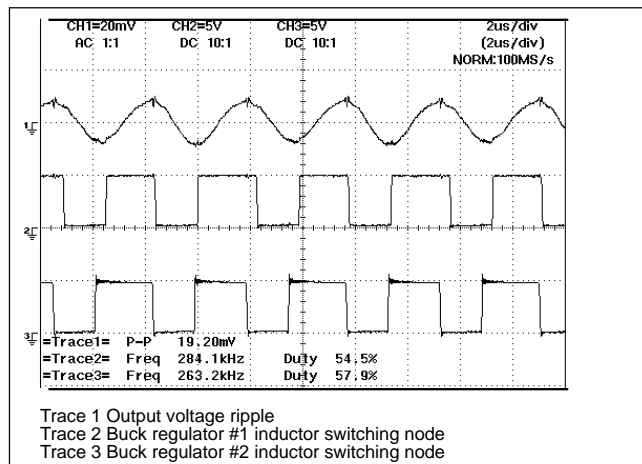 CH1=20mV CH2=5V CH3=5V 2us/div
AC 1:1 DC 10:1 DC 10:1 (2us/div)
NORM:100MS/s
1
2
3
=Trace1= P-P 19.20mV
=Trace2= Freq 284.1kHz Duty 54.5%
=Trace3= Freq 263.2kHz Duty 57.9%
Trace 1 Output voltage ripple
Trace 2 Buck regulator #1 inductor switching node
Trace 3 Buck regulator #2 inductor switching node